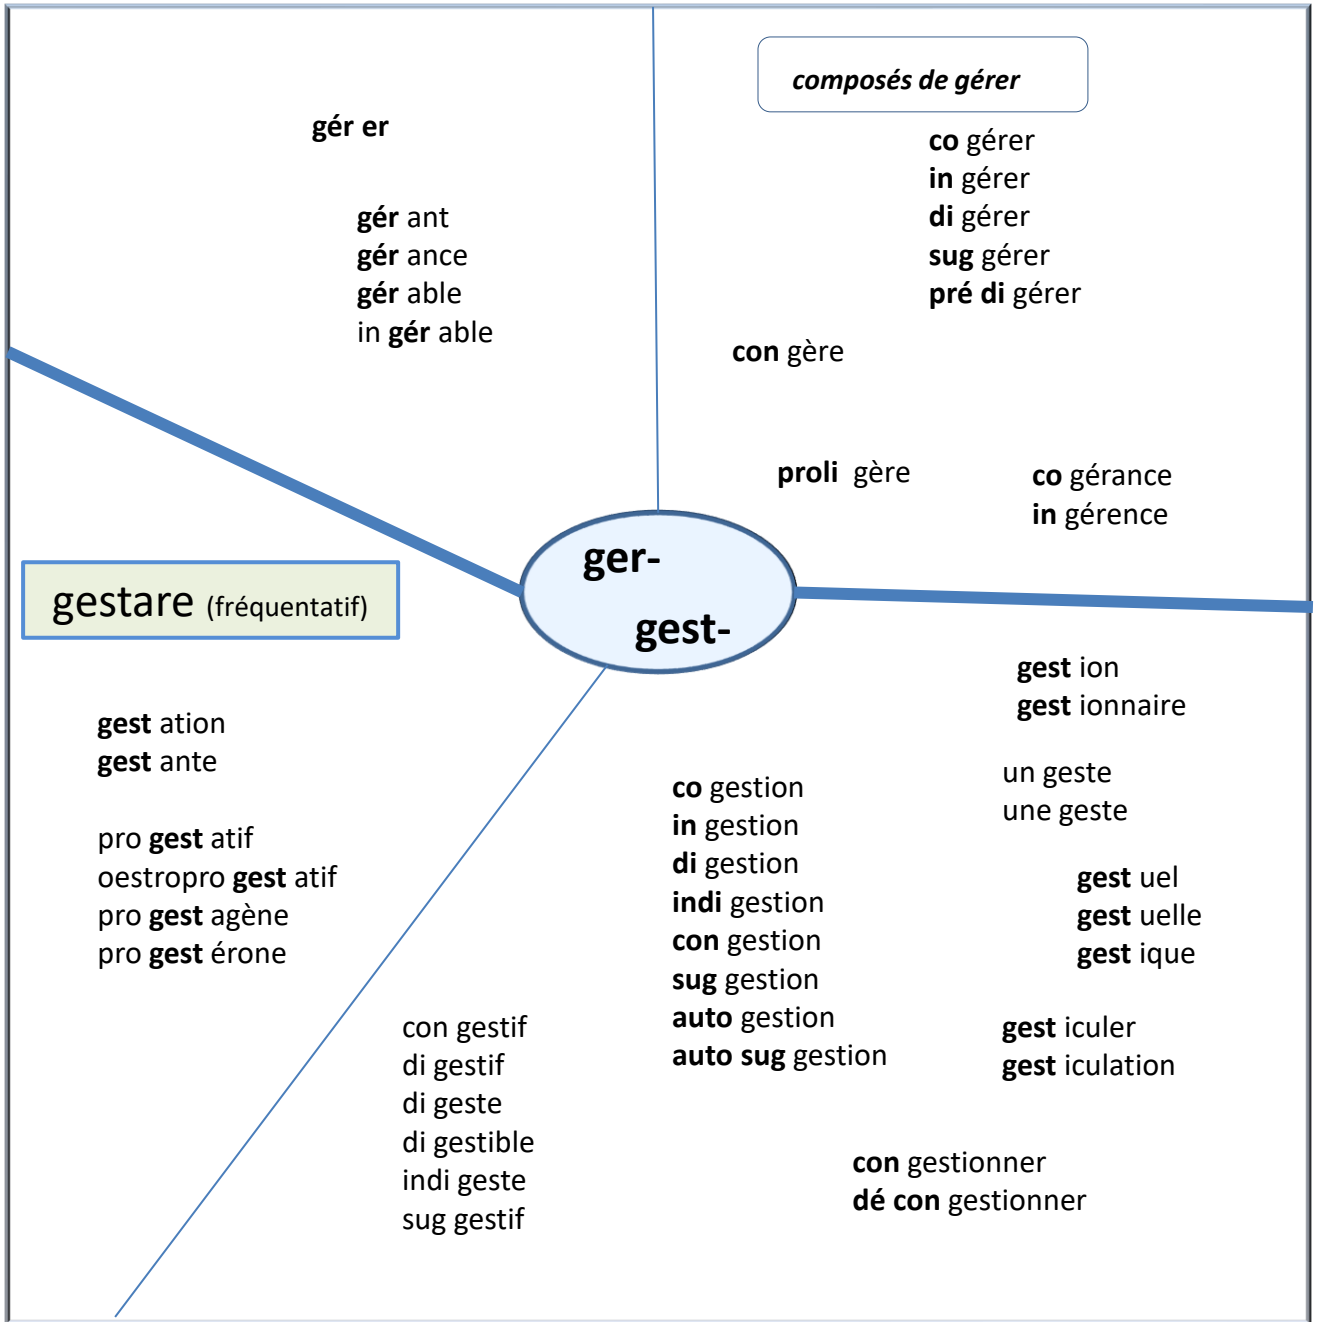 gér er
gér ant
gér ance
gér able
in gér able
composés de gérer
co gérer
in gérer
di gérer
sug gérer
pré di gérer
con gère
proli gère
co gérance
in gérence
ger-
gest-
gestare (fréquentatif)
gest ation
gest ante
pro gest atif
oestropro gest atif
pro gest agène
pro gest érone
con gestif
di gestif
di geste
di gestible
indi geste
sug gestif
co gestion
in gestion
di gestion
indi gestion
con gestion
sug gestion
auto gestion
auto sug gestion
gest ion
gest ionnaire
un geste
une geste
gest uel
gest uelle
gest ique
gest iculer
gest iculation
con gestionner
dé con gestionner